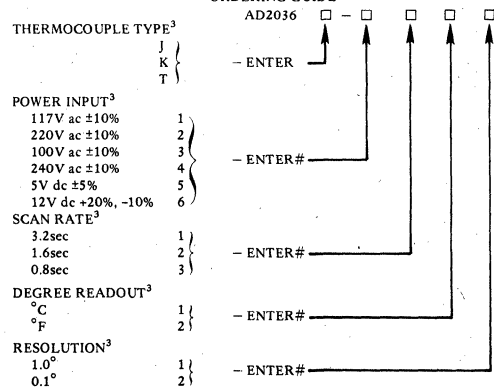 AD2036 □ – □ □ □ □
THERMOCOUPLE TYPE³
J
K
T
– ENTER
POWER INPUT³
117V ac ±10% 1
220V ac ±10% 2
100V ac ±10% 3
240V ac ±10% 4
5V dc ±5% 5
12V dc +20%, -10% 6
– ENTER#
SCAN RATE³
3.2sec 1
1.6sec 2
0.8sec 3
– ENTER#
DEGREE READOUT³
°C 1
°F 2
– ENTER#
RESOLUTION³
1.0° 1
0.1° 2
– ENTER#